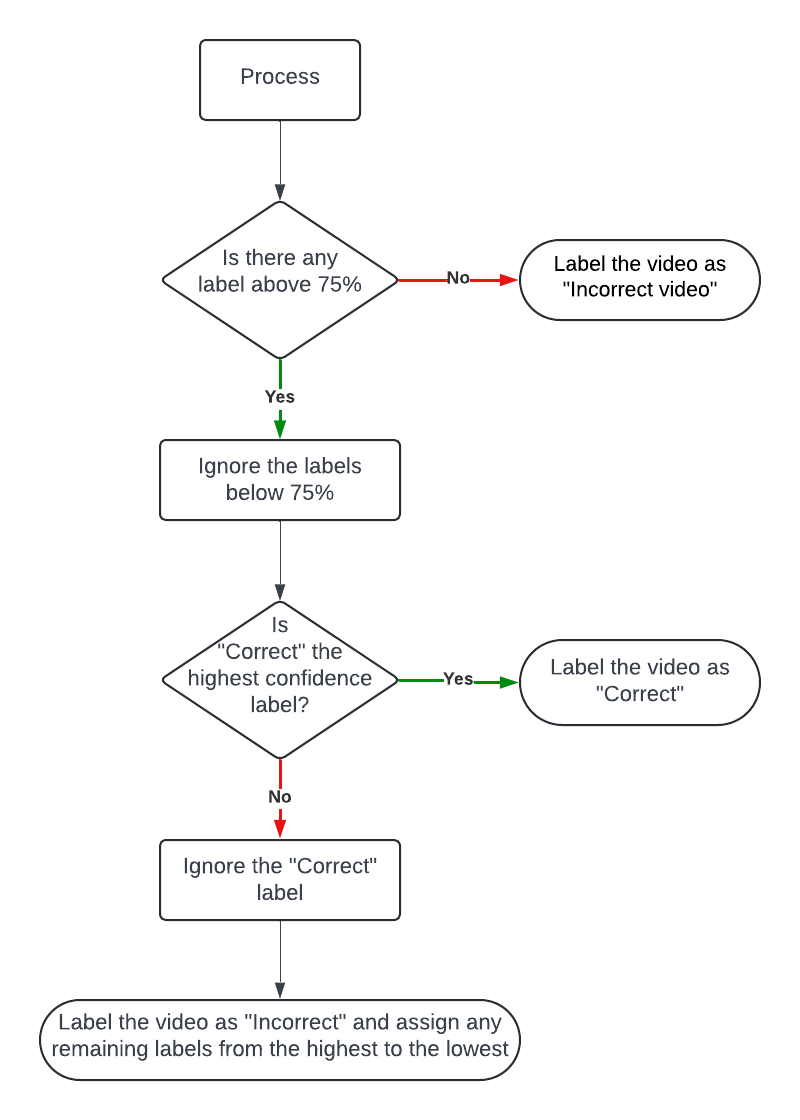 Process
Is there any
label above 75%
No
Label the video as
"Incorrect video"
Yes
Ignore the labels
below 75%
Is
"Correct" the
highest confidence
label?
Yes
Label the video as
"Correct"
No
Ignore the "Correct"
label
Label the video as "Incorrect" and assign any
remaining labels from the highest to the lowest